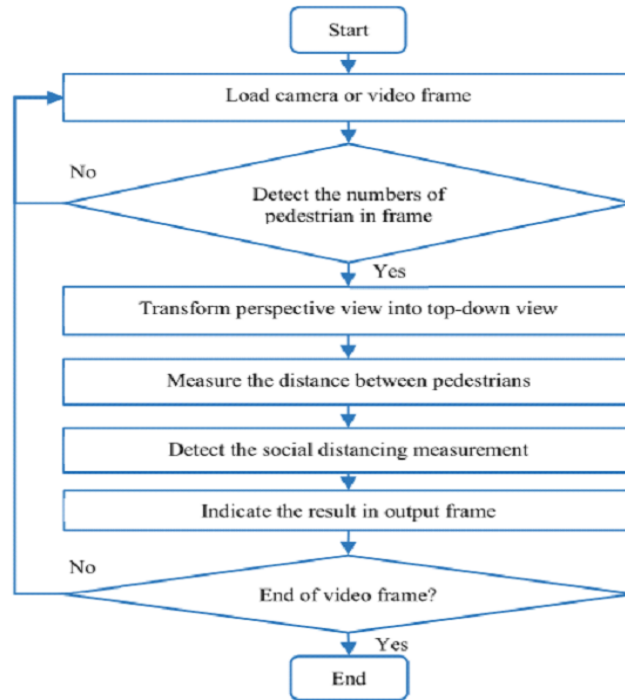 Start
Load camera or video frame
No
Detect the numbers of
pedestrian in frame
Yes
Transform perspective view into top-down view
Measure the distance between pedestrians
Detect the social distancing measurement
Indicate the result in output frame
No
End of video frame?
Yes
End